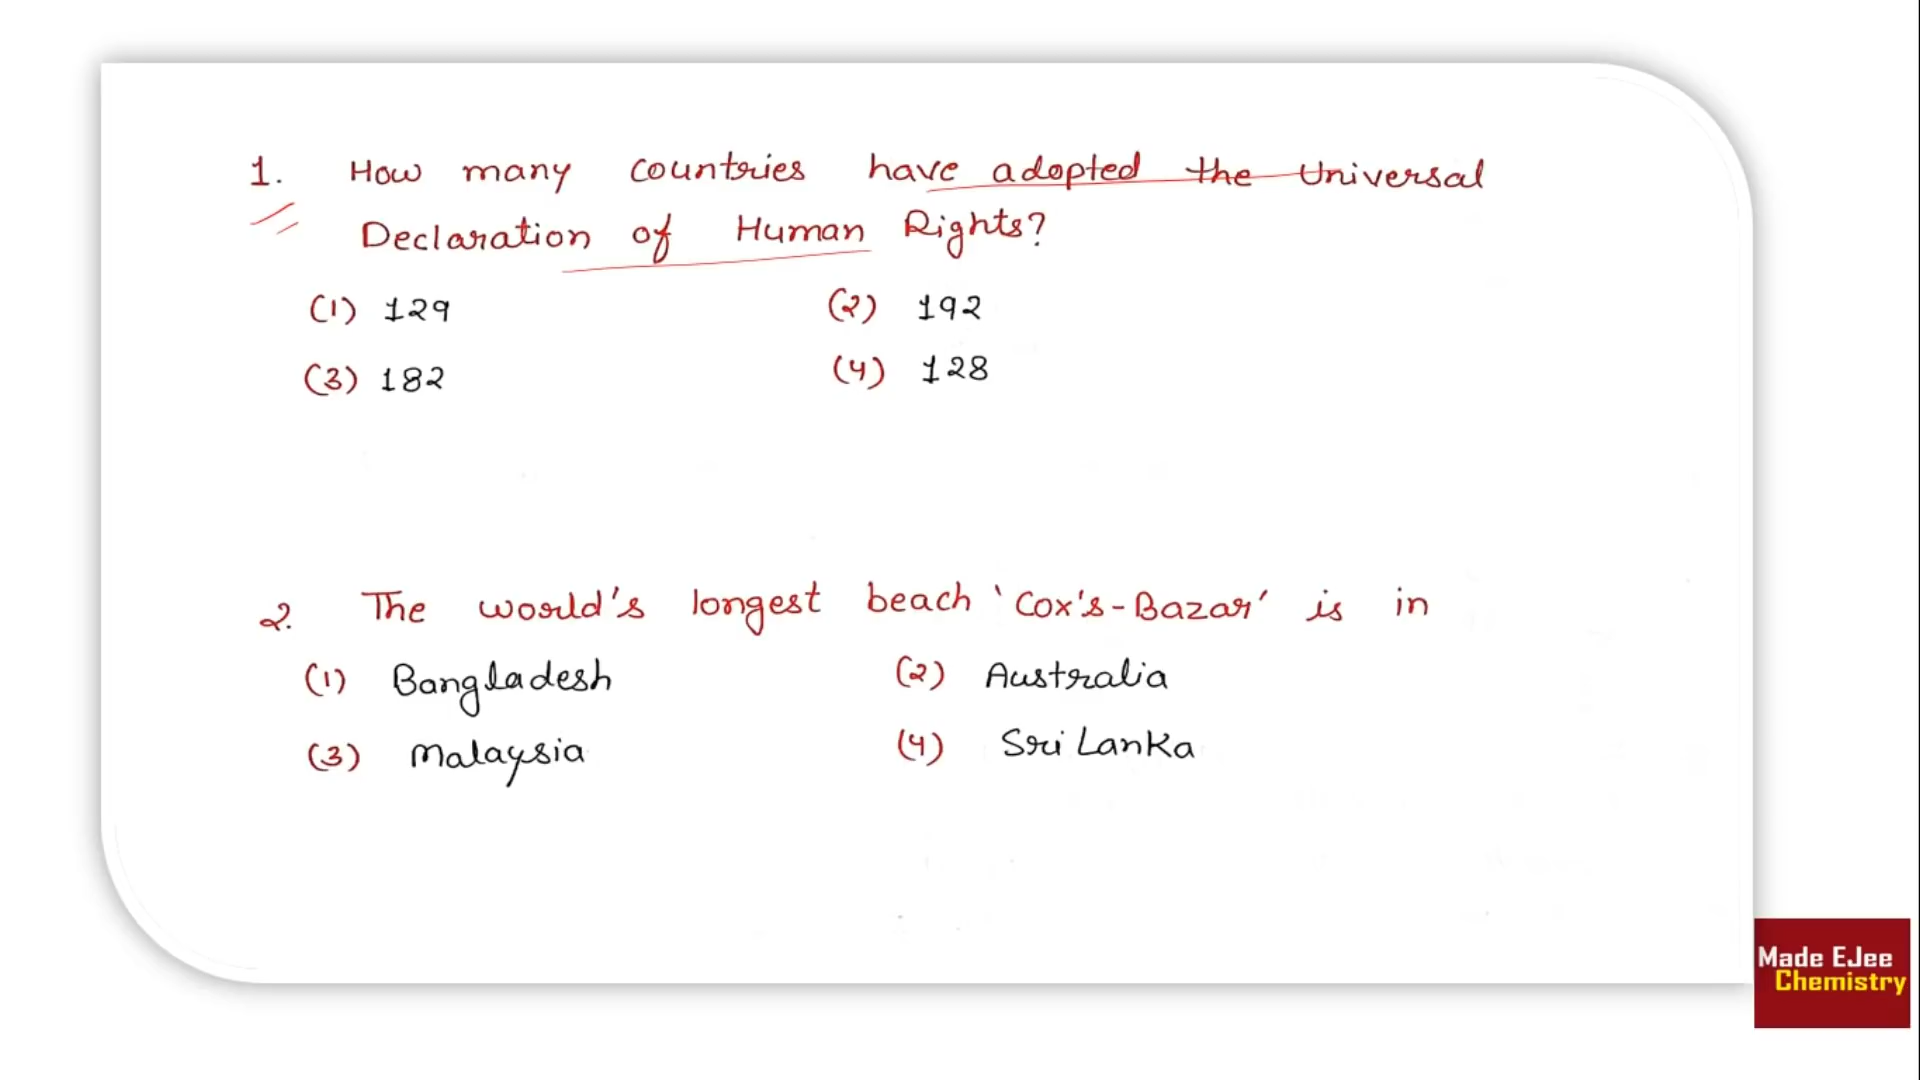 1. How many countries have adopted the Universal
Declaration of Human Rights?
(1) 129 (2) 192
(3) 182 (4) 128
2. The world's longest beach 'Cox's-Bazar' is in
(1) Bangladesh (2) Australia
(3) Malaysia (4) Sri Lanka
Made EJee
Chemistry